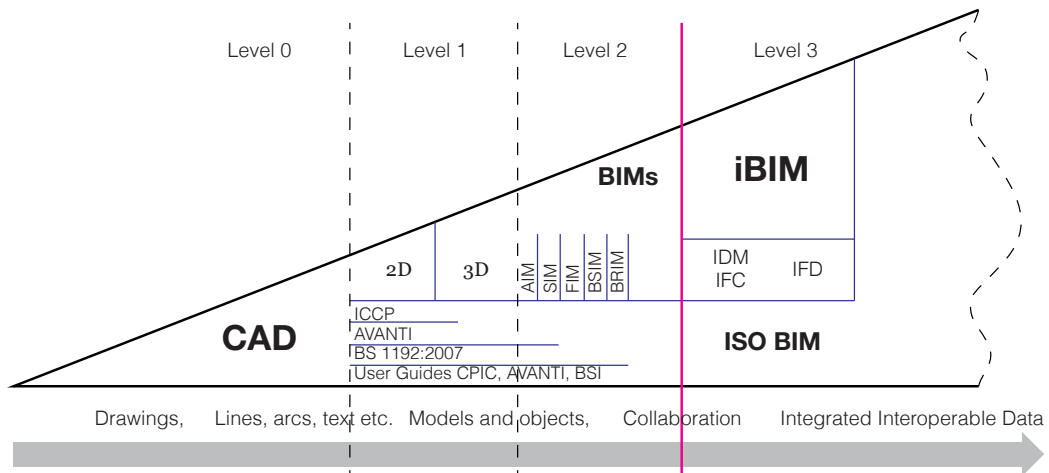 Level 0
Level 1
Level 2
Level 3
BIMs
iBIM
2D
3D
AIM
SIM
FIM
BSIM
BRIM
IDM
IFC
IFD
CAD
ICCP
AVANTI
BS 1192:2007
User Guides CPIC, AVANTI, BSI
ISO BIM
Drawings, Lines, arcs, text etc. Models and objects, Collaboration Integrated Interoperable Data